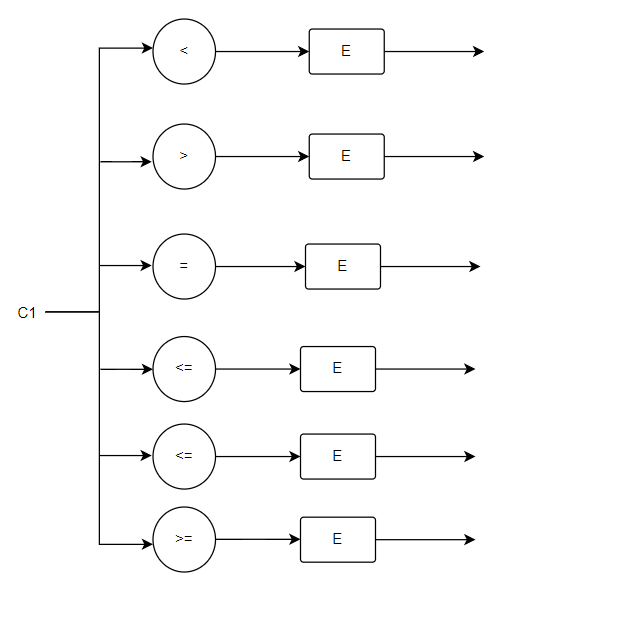 < E
> E
= E
C1
<= E
<= E
>= E